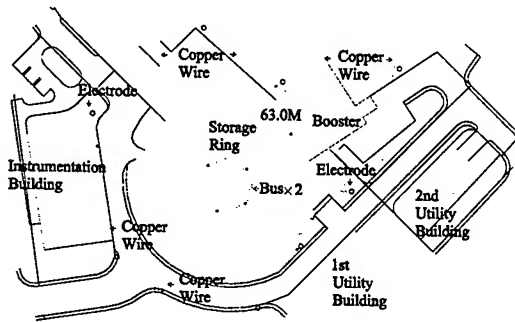 Copper
Wire
Copper
Wire
Electrode
63.0M
Booster
Storage
Ring
Instrumentation
Building
Electrode
Bus×2
2nd
Utility
Building
Copper
Wire
Copper
Wire
1st
Utility
Building